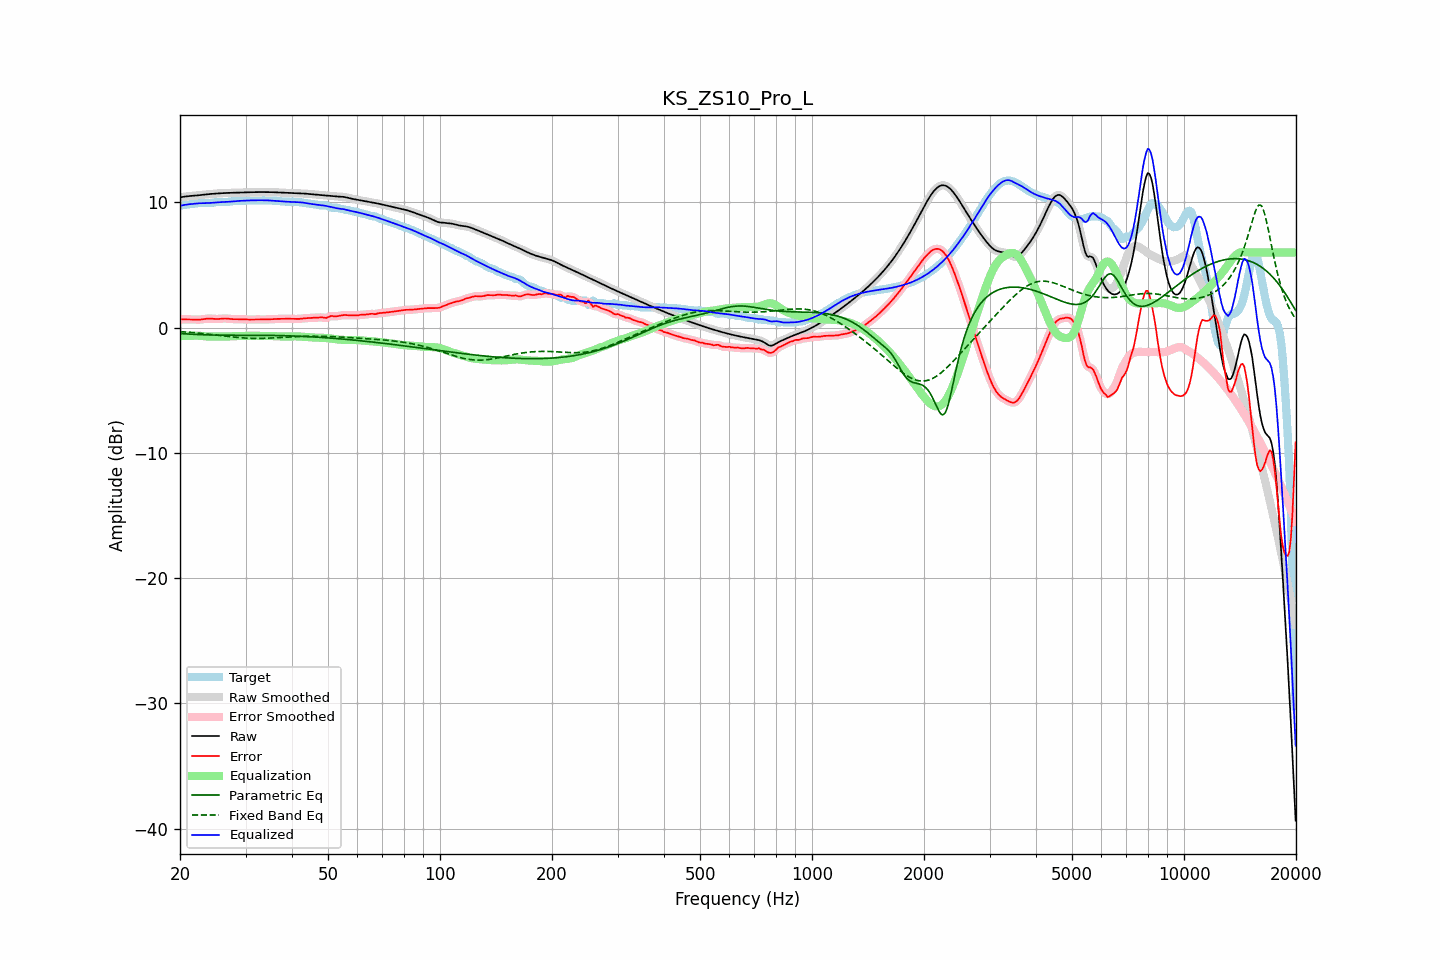 KS_ZS10_Pro_L
10
0
−10
−20
−30
−40
Amplitude (dBr)
Target
Raw Smoothed
Error Smoothed
Raw
Error
Equalization
Parametric Eq
Fixed Band Eq
Equalized
20 50 100 200 500 1000 2000 5000 10000 20000
Frequency (Hz)